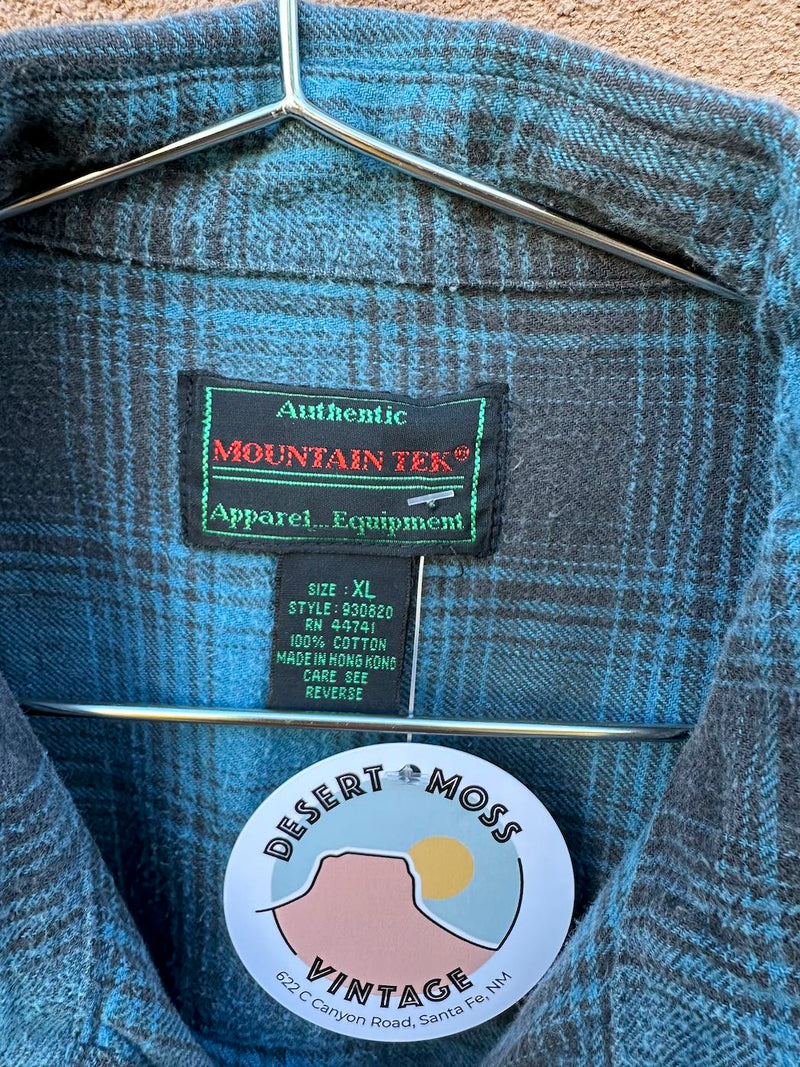 Authentic
MOUNTAIN TEK®
Apparel...Equipment
SIZE : XL
STYLE: 930820
RN 44741
100% COTTON
MADE IN HONG KONG
CARE SEE
REVERSE
DESERT MOSS
VINTAGE
622 C Canyon Road, Santa Fe, NM